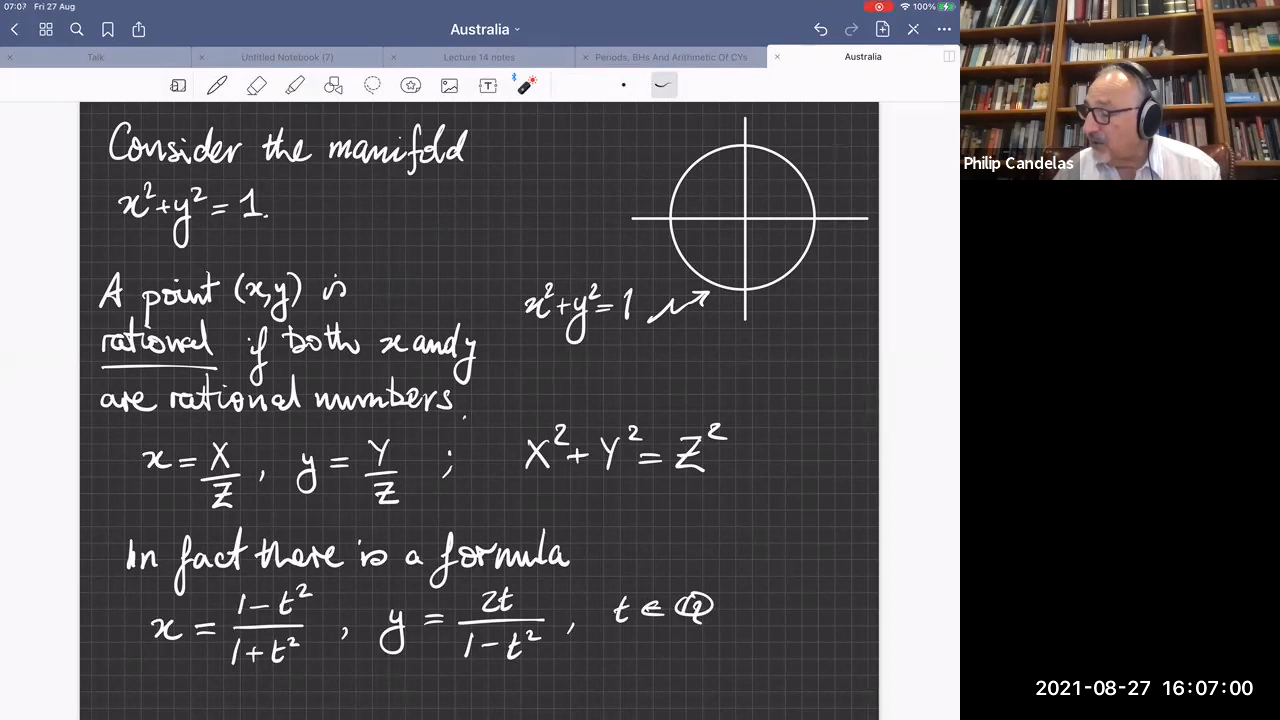 07:07 Fri 27 Aug
100%
Australia
Talk
Untitled Notebook (7)
Lecture 14 notes
Periods, BHs And Arithmetic Of CYs
Australia
Philip Candelas
Consider the manifold
x²+y² = 1.
A point (x,y) is
x²+y² = 1
rational if both x and y
are rational numbers.
x = X/Z , y = Y/Z ; X² + Y² = Z²
In fact there is a formula
x = (1-t²)/(1+t²) , y = 2t/(1-t²) , t ∈ ℚ
2021-08-27 16:07:00